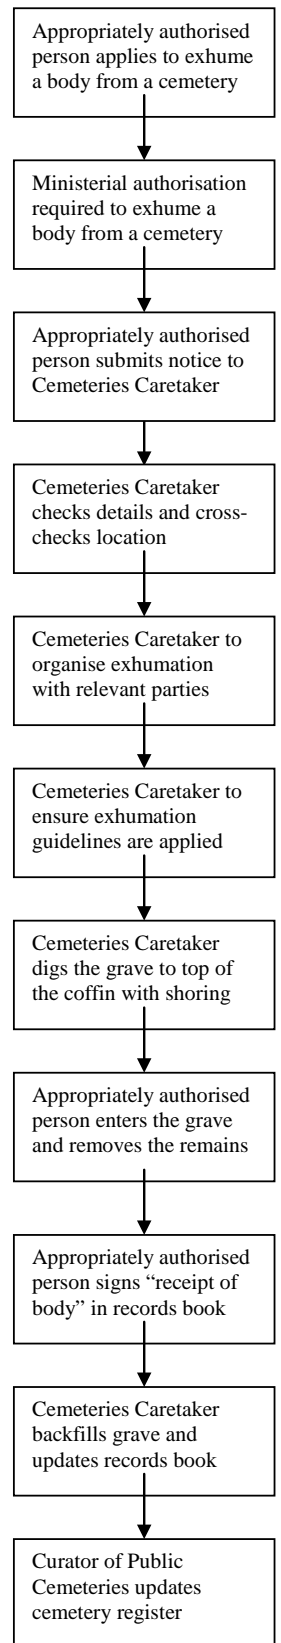 Appropriately authorised
person applies to exhume
a body from a cemetery
Ministerial authorisation
required to exhume a
body from a cemetery
Appropriately authorised
person submits notice to
Cemeteries Caretaker
Cemeteries Caretaker
checks details and cross-
checks location
Cemeteries Caretaker to
organise exhumation
with relevant parties
Cemeteries Caretaker to
ensure exhumation
guidelines are applied
Cemeteries Caretaker
digs the grave to top of
the coffin with shoring
Appropriately authorised
person enters the grave
and removes the remains
Appropriately authorised
person signs “receipt of
body” in records book
Cemeteries Caretaker
backfills grave and
updates records book
Curator of Public
Cemeteries updates
cemetery register